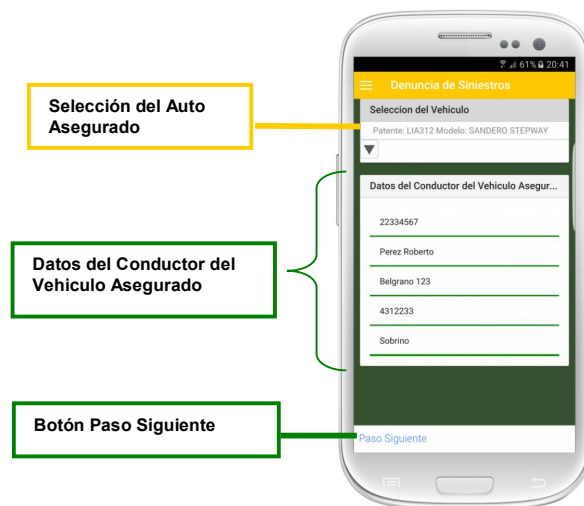 61% 20:41
Denuncia de Siniestros
Seleccion del Vehiculo
Patente: LIA312 Modelo: SANDERO STEPWAY
Datos del Conductor del Vehiculo Asegur...
22334567
Perez Roberto
Belgrano 123
4312233
Sobrino
Paso Siguiente
Selección del Auto
Asegurado
Datos del Conductor del
Vehiculo Asegurado
Botón Paso Siguiente